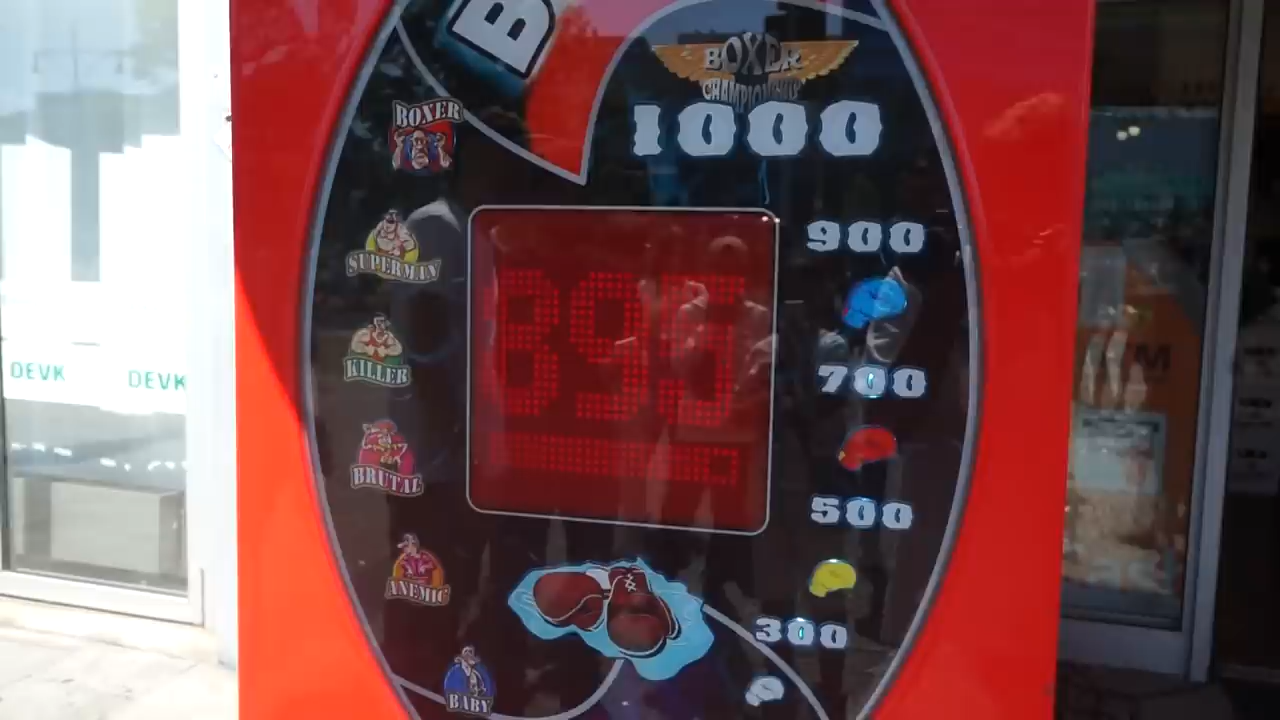 B
BOXER
CHAMPIONSHIP
1000
BOXER
SUPERMAN
KILLER
BRUTAL
ANEMIC
BABY
895
900
700
500
300
DEVK DEVK